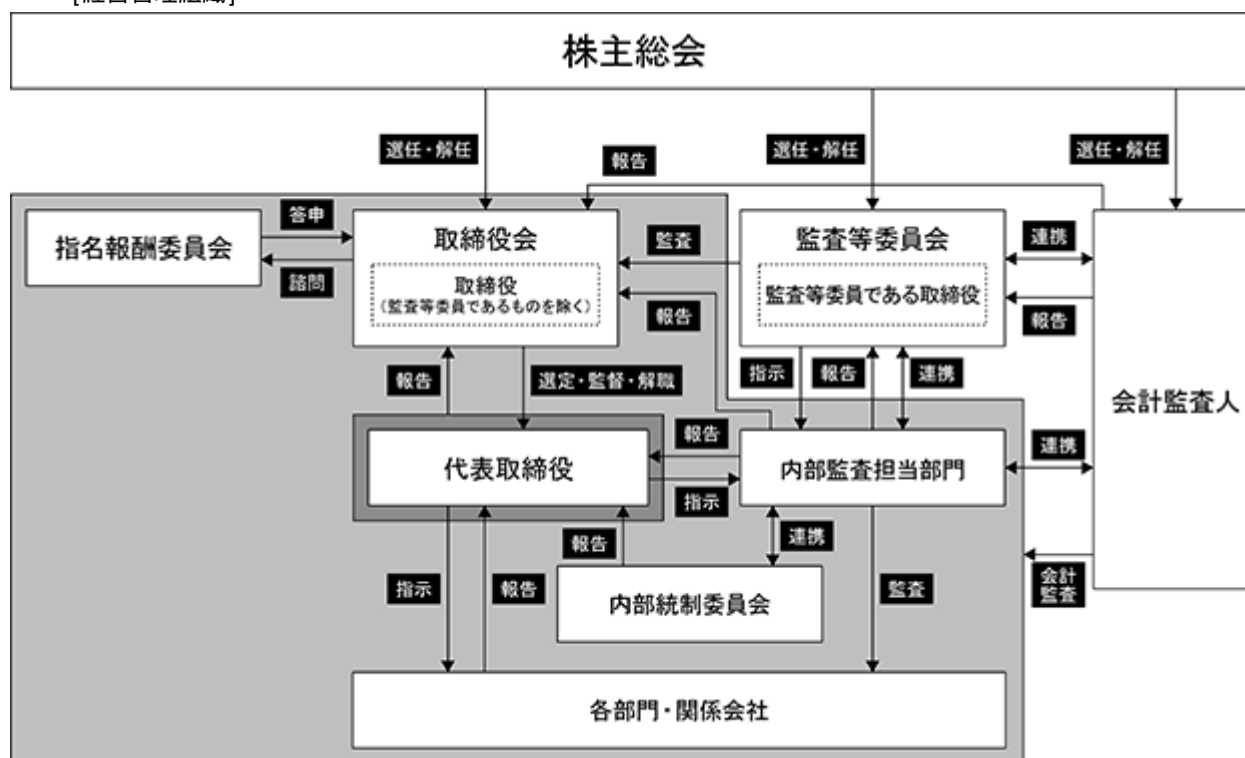 [経営管理組織]
株主総会
選任・解任
選任・解任
選任・解任
報告
指名報酬委員会
答申
諮問
取締役会
取締役
(監査等委員であるものを除く)
監査
報告
監査等委員会
監査等委員である取締役
連携
報告
会計監査人
報告
選定・監督・解職
指示
報告
連携
代表取締役
報告
指示
内部監査担当部門
連携
指示
報告
報告
連携
内部統制委員会
監査
会計
監査
各部門・関係会社